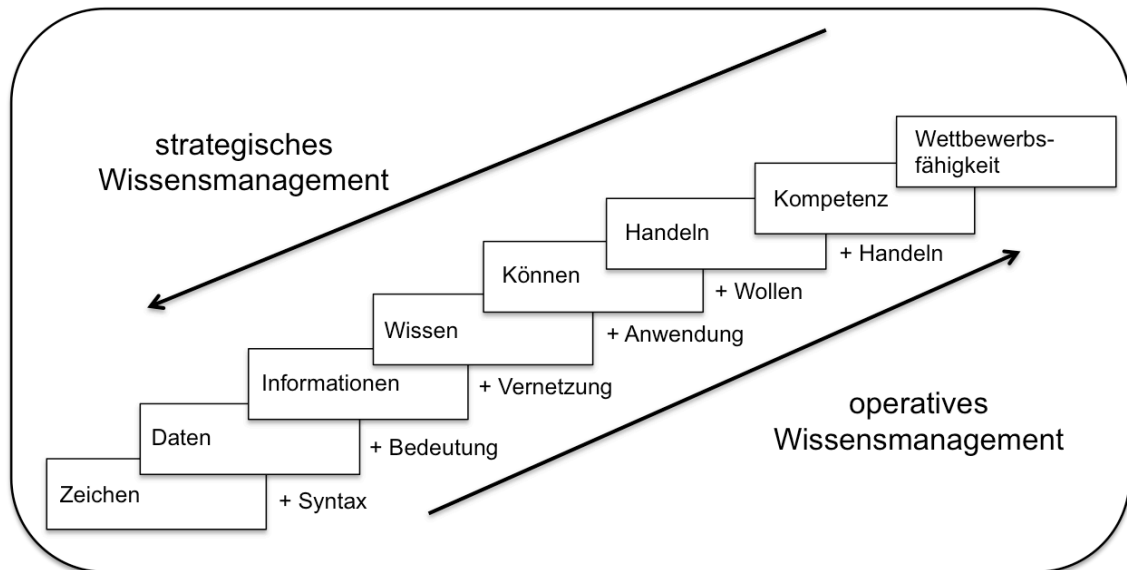 strategisches
Wissensmanagement
Wettbewerbs-
fähigkeit
Kompetenz
+ Handeln
Handeln
+ Wollen
Können
+ Anwendung
Wissen
+ Vernetzung
Informationen
+ Bedeutung
Daten
+ Syntax
Zeichen
operatives
Wissensmanagement